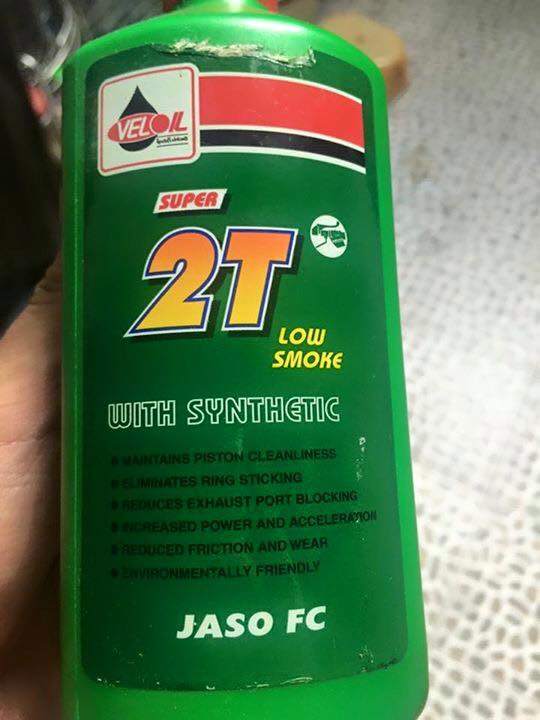 VELOIL
SUPER
2T
LOW
SMOKE
WITH SYNTHETIC
MAINTAINS PISTON CLEANLINESS
ELIMINATES RING STICKING
REDUCES EXHAUST PORT BLOCKING
INCREASED POWER AND ACCELERATION
REDUCED FRICTION AND WEAR
ENVIRONMENTALLY FRIENDLY
JASO FC